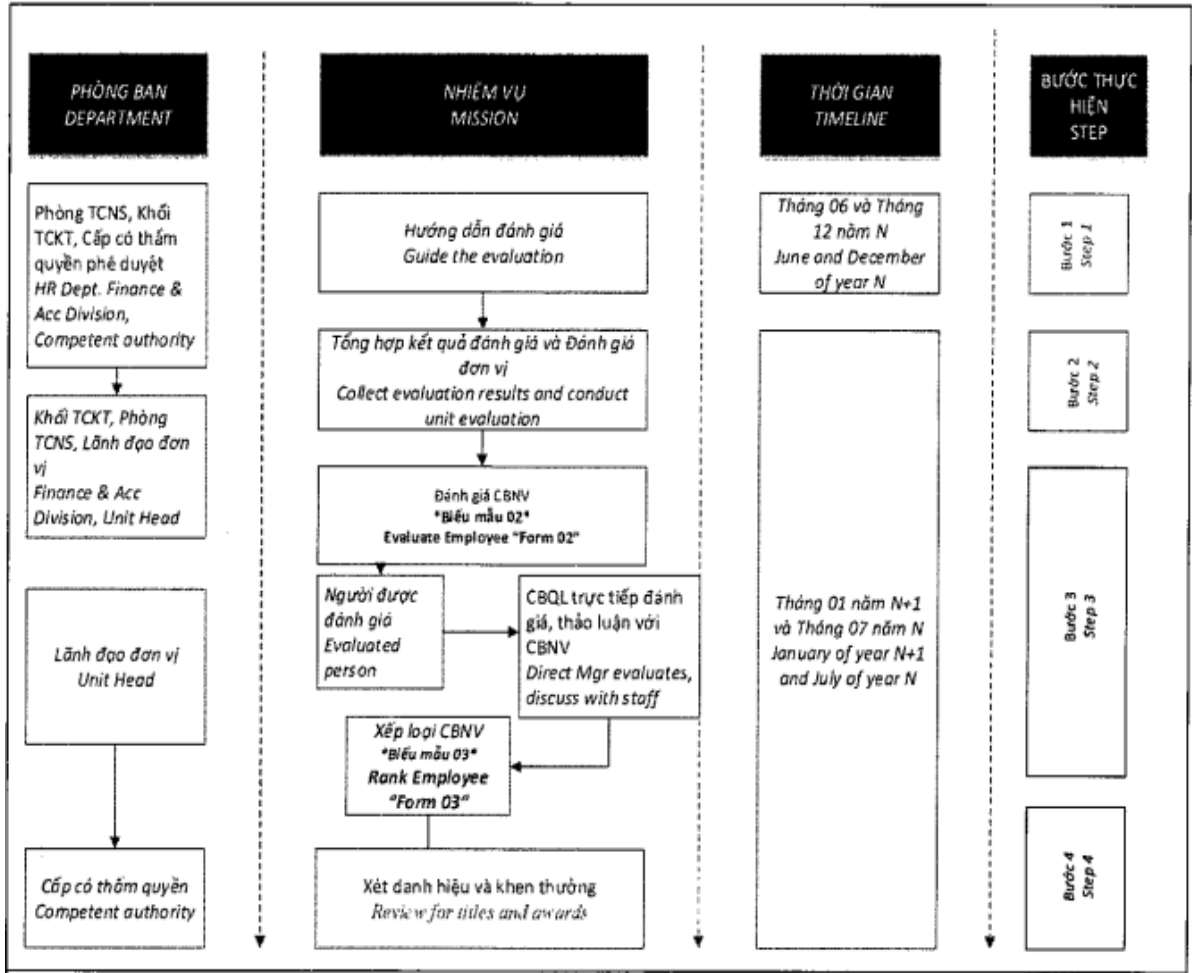 PHÒNG BAN
DEPARTMENT
NHIỆM VỤ
MISSION
THỜI GIAN
TIMELINE
BƯỚC THỰC
HIỆN
STEP
Phòng TCNS, Khối
TCKT, Cấp có thẩm
quyền phê duyệt
HR Dept. Finance &
Acc Division,
Competent authority
Hướng dẫn đánh giá
Guide the evaluation
Tháng 06 và Tháng
12 năm N
June and December
of year N
Bước 1
Step 1
Tổng hợp kết quả đánh giá và Đánh giá
đơn vị
Collect evaluation results and conduct
unit evaluation
Bước 2
Step 2
Khối TCKT, Phòng
TCNS, Lãnh đạo đơn
vị
Finance & Acc
Division, Unit Head
Đánh giá CBNV
"Biểu mẫu 02"
Evaluate Employee "Form 02"
Người được
đánh giá
Evaluated
person
CBQL trực tiếp đánh
giá, thảo luận với
CBNV
Direct Mgr evaluates,
discuss with staff
Lãnh đạo đơn vị
Unit Head
Tháng 01 năm N+1
và Tháng 07 năm N
January of year N+1
and July of year N
Bước 3
Step 3
Xếp loại CBNV
"Biểu mẫu 03"
Rank Employee
"Form 03"
Cấp có thẩm quyền
Competent authority
Xét danh hiệu và khen thưởng
Review for titles and awards
Bước 4
Step 4